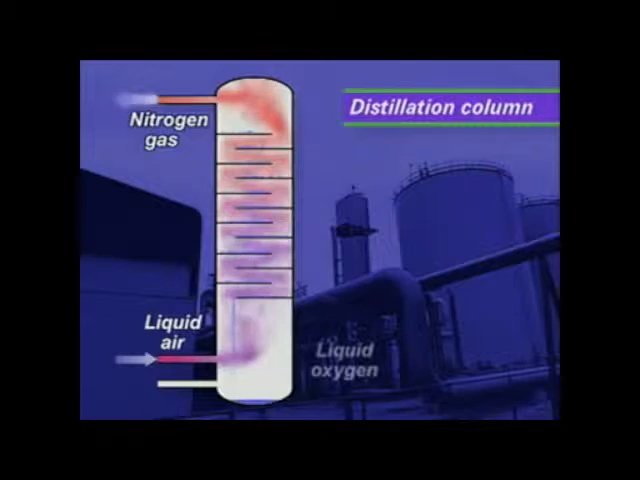 Distillation column
Nitrogen
gas
Liquid
air
Liquid
oxygen